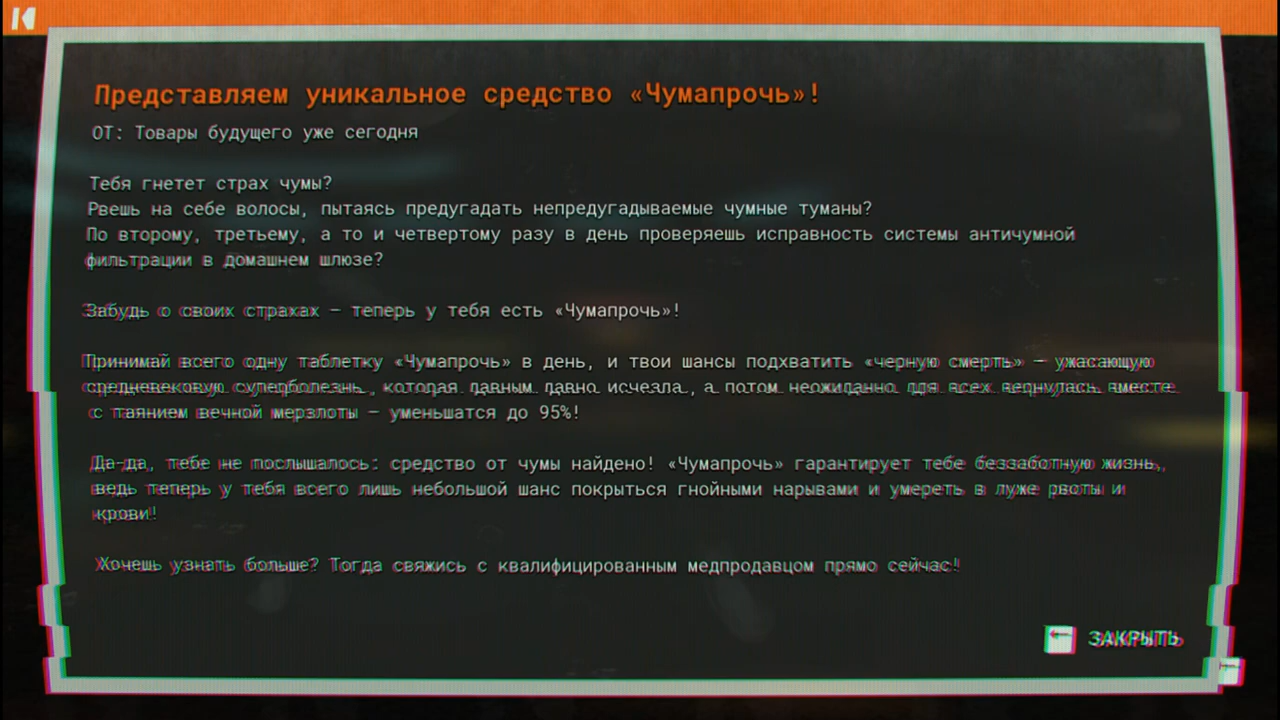 Представляем уникальное средство «Чумапрочь»!
ОТ: Товары будущего уже сегодня
Тебя гнетет страх чумы?
Рвешь на себе волосы, пытаясь предугадать непредугадываемые чумные туманы?
По второму, третьему, а то и четвертому разу в день проверяешь исправность системы античумной
фильтрации в домашнем шлюзе?
Забудь о своих страхах – теперь у тебя есть «Чумапрочь»!
Принимай всего одну таблетку «Чумапрочь» в день, и твои шансы подхватить «черную смерть» – ужасающую
средневековую суперболезнь, которая давным давно исчезла, а потом неожиданно для всех вернулась вместе
с таянием вечной мерзлоты – уменьшатся до 95%!
Да-да, тебе не послышалось: средство от чумы найдено! «Чумапрочь» гарантирует тебе беззаботную жизнь,
ведь теперь у тебя всего лишь небольшой шанс покрыться гнойными нарывами и умереть в луже рвоты и
крови!
Хочешь узнать больше? Тогда свяжись с квалифицированным медпродавцом прямо сейчас!
ЗАКРЫТЬ